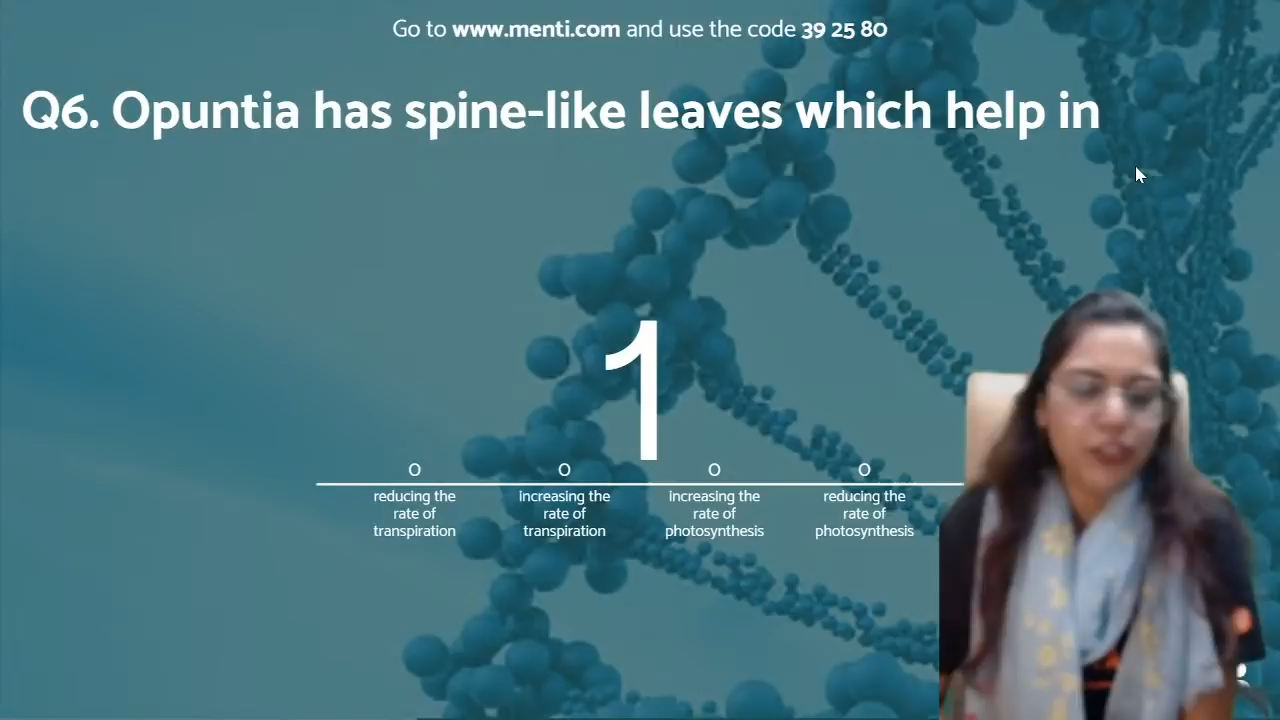 Go to www.menti.com and use the code 39 25 80
Q6. Opuntia has spine-like leaves which help in
1
0 0 0 0
reducing the rate of transpiration
increasing the rate of transpiration
increasing the rate of photosynthesis
reducing the rate of photosynthesis